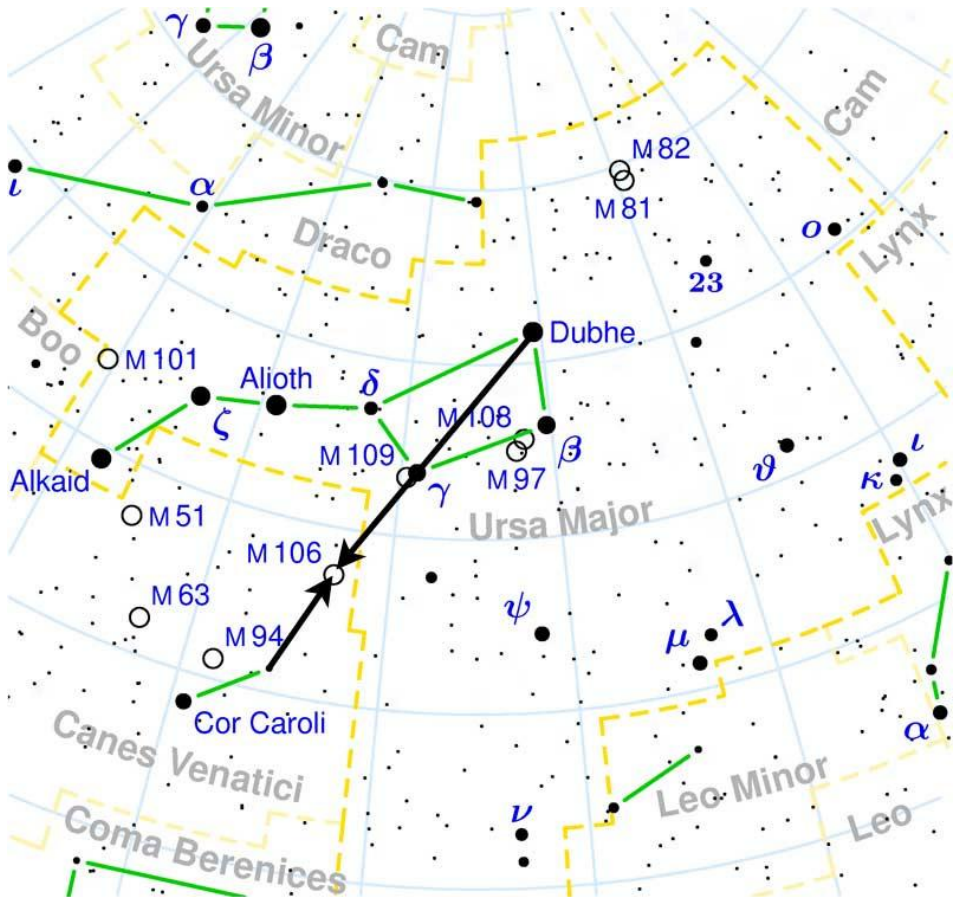 γ
β
Cam
Ursa Minor
Cam
M 82
M 81
ι
α
Draco
ο
Lynx
23
Boo
Dubhe
M 101
Alioth
δ
M 108
ζ
M 109
β
M 97
Alkaid
γ
ϑ
ι
κ
M 51
Ursa Major
Lynx
M 106
M 63
ψ
λ
M 94
μ
Cor Caroli
α
Canes Venatici
Leo Minor
ν
Leo
Coma Berenices